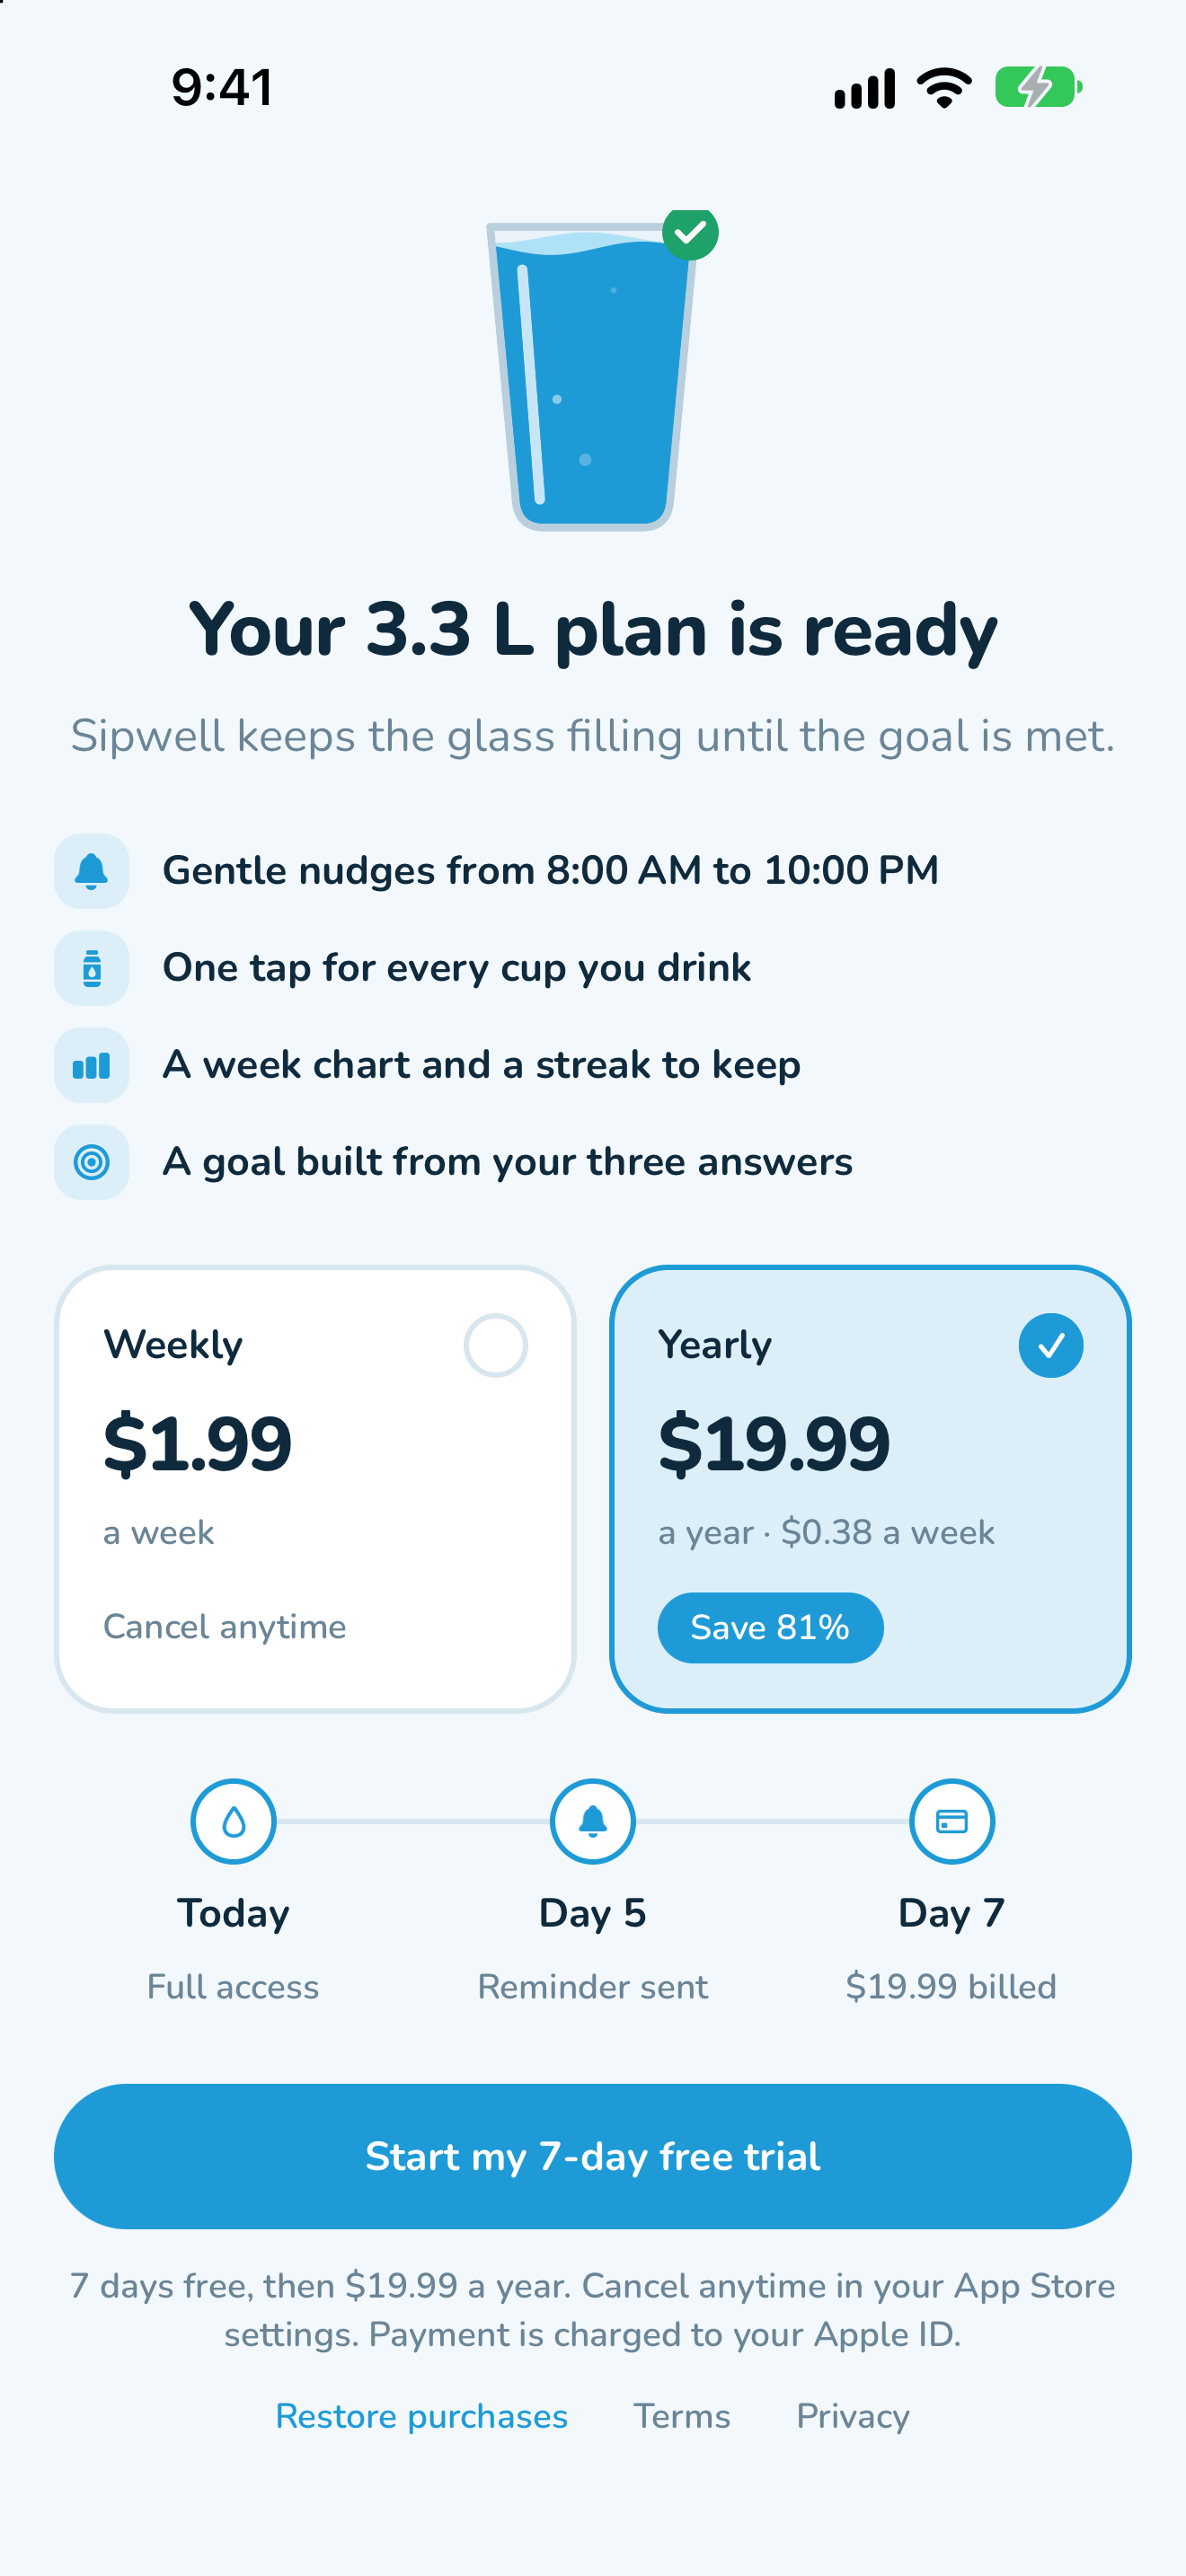 9:41
Your 3.3 L plan is ready
Sipwell keeps the glass filling until the goal is met.
Gentle nudges from 8:00 AM to 10:00 PM
One tap for every cup you drink
A week chart and a streak to keep
A goal built from your three answers
Weekly
$1.99
a week
Cancel anytime
Yearly
$19.99
a year · $0.38 a week
Save 81%
Today
Full access
Day 5
Reminder sent
Day 7
$19.99 billed
Start my 7-day free trial
7 days free, then $19.99 a year. Cancel anytime in your App Store
settings. Payment is charged to your Apple ID.
Restore purchases
Terms
Privacy